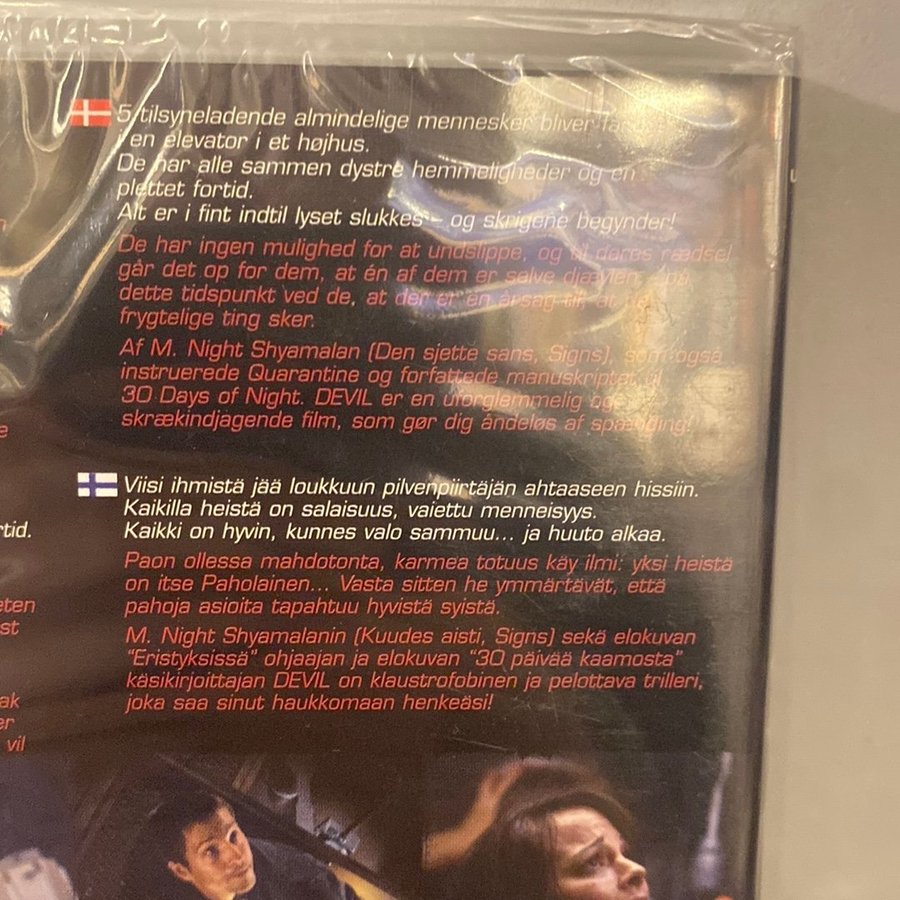 5 tilsyneladende almindelige mennesker bliver
i en elevator i et højhus.
De har alle sammen dystre hemmeligheder og en
plettet fortid.
Alt er i fint indtil lyset slukkes – og skrigene begynder!
De har ingen mulighed for at undslippe, og til deres rædsel
går det op for dem, at én af dem er selve djævlen
dette tidspunkt ved de, at der er en årsag til, at
frygtelige ting sker.
Af M. Night Shyamalan (Den sjette sans, Signs), som også
instruerede Quarantine og forfattede manuskriptet til
30 Days of Night. DEVIL er en uforglemmelig og
skrækindjagende film, som gør dig åndeløs af spænding!
Viisi ihmistä jää loukkuun pilvenpiirtäjän ahtaaseen hissiin.
Kaikilla heistä on salaisuus, vaiettu menneisyys.
Kaikki on hyvin, kunnes valo sammuu... ja huuto alkaa.
Paon ollessa mahdotonta, karmea totuus käy ilmi: yksi heistä
on itse Paholainen... Vasta sitten he ymmärtävät, että
pahoja asioita tapahtuu hyvistä syistä.
M. Night Shyamalanin (Kuudes aisti, Signs) sekä elokuvan
"Eristyksissä" ohjaajan ja elokuvan "30 päivää kaamosta"
käsikirjoittajan DEVIL on klaustrofobinen ja pelottava trilleri,
joka saa sinut haukkomaan henkeäsi!
vil